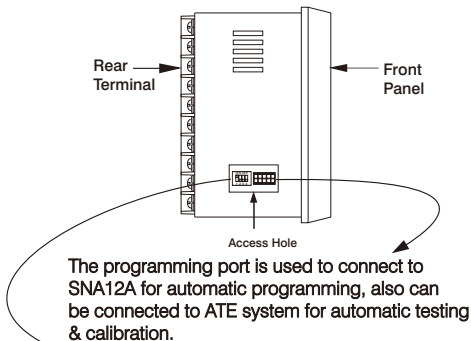 Rear
Terminal
Front
Panel
Access Hole
The programming port is used to connect to
SNA12A for automatic programming, also can
be connected to ATE system for automatic testing
& calibration.